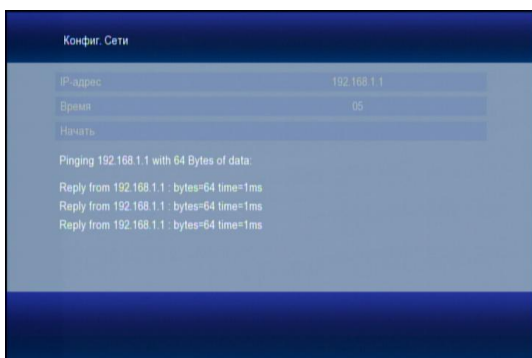 Конфиг. Сети
IP-адрес 192.168.1.1
Время 05
Начать
Pinging 192.168.1.1 with 64 Bytes of data:
Reply from 192.168.1.1 : bytes=64 time=1ms
Reply from 192.168.1.1 : bytes=64 time=1ms
Reply from 192.168.1.1 : bytes=64 time=1ms